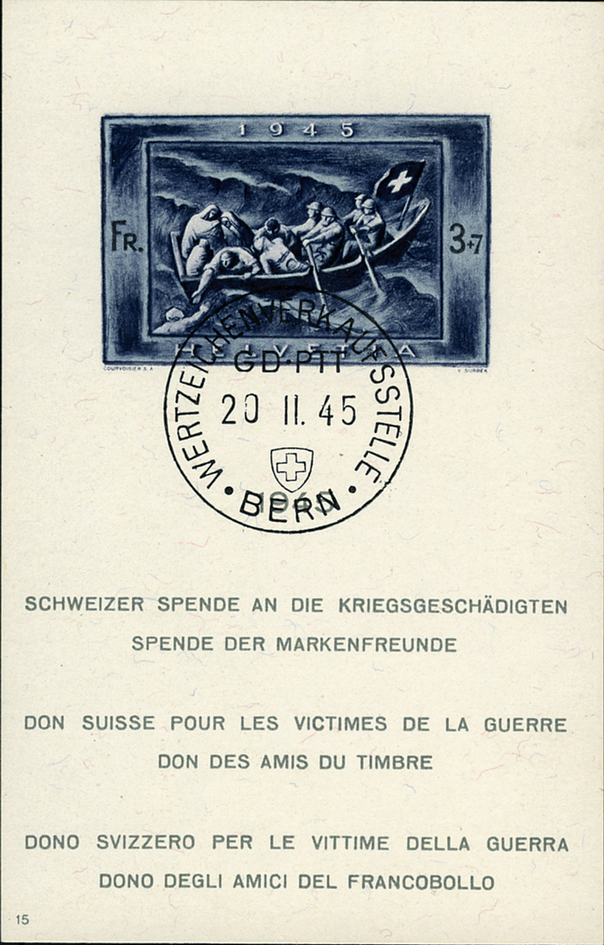 1945
FR. 3+7
HELVETIA
COURVOISIER S.A.
WERTZEICHENVERKAUFSSTELLE
GD·PTT
20 II. 45
1945
• BERN •
SCHWEIZER SPENDE AN DIE KRIEGSGESCHÄDIGTEN
SPENDE DER MARKENFREUNDE
DON SUISSE POUR LES VICTIMES DE LA GUERRE
DON DES AMIS DU TIMBRE
DONO SVIZZERO PER LE VITTIME DELLA GUERRA
DONO DEGLI AMICI DEL FRANCOBOLLO
15